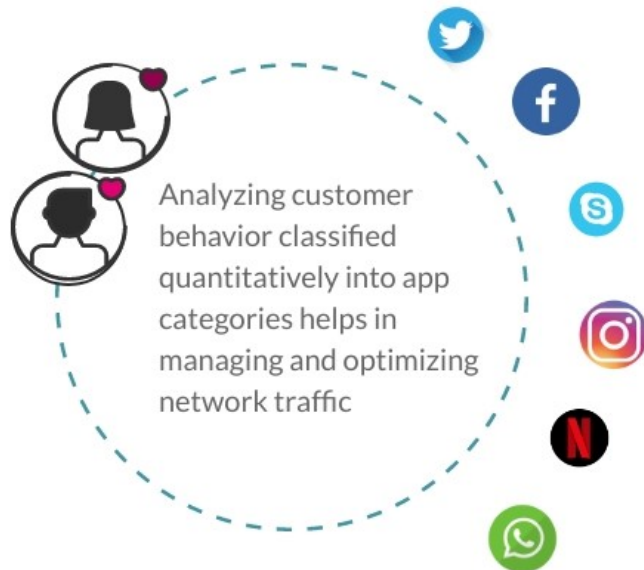 Analyzing customer
behavior classified
quantitatively into app
categories helps in
managing and optimizing
network traffic